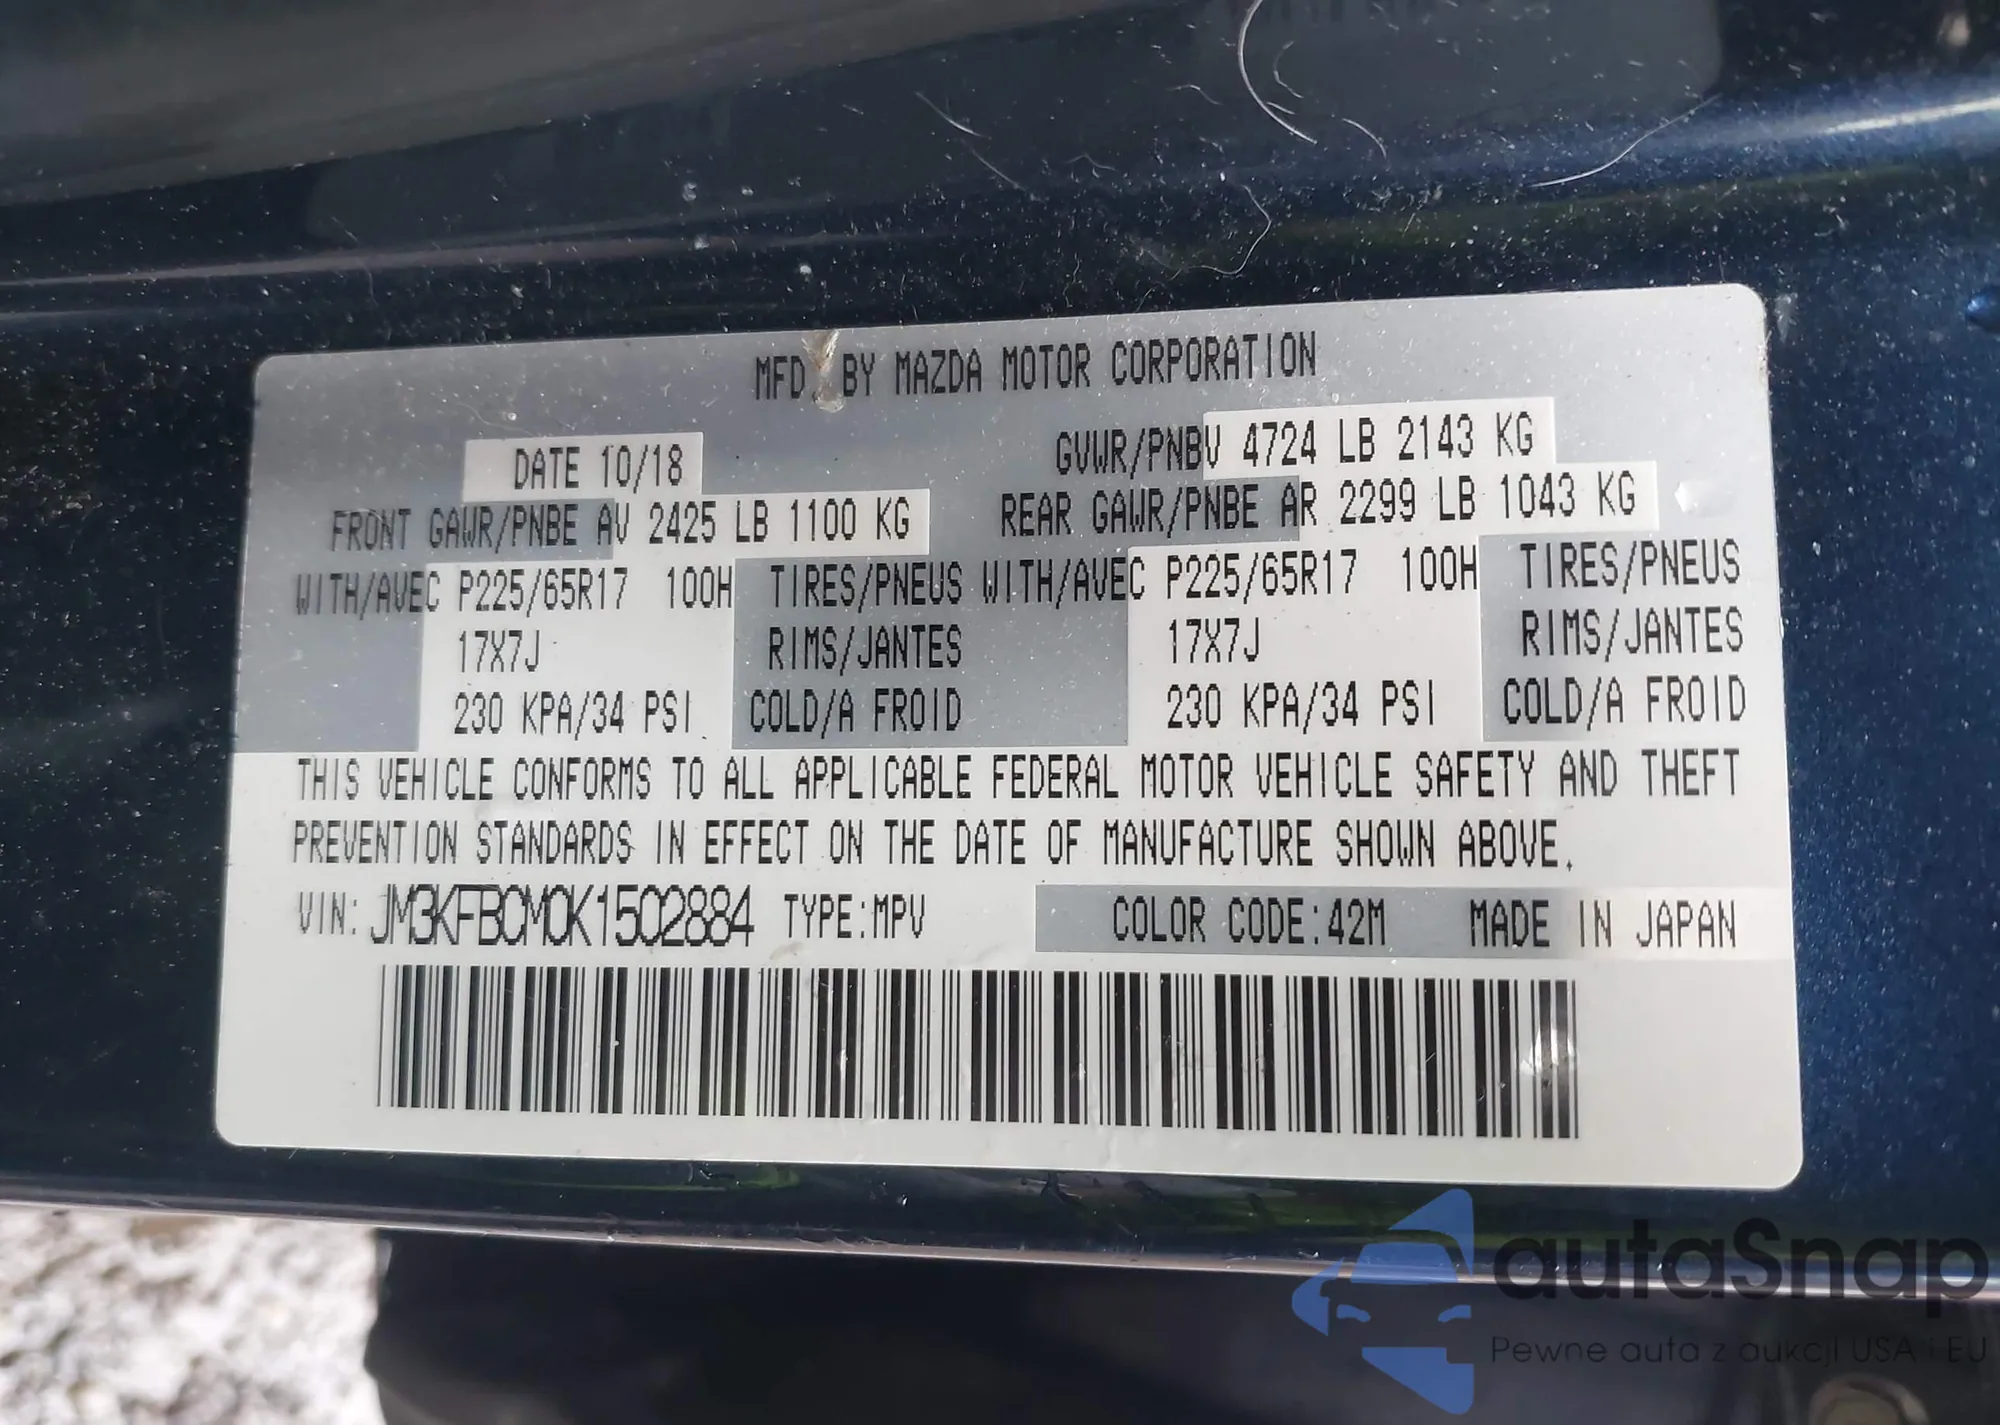 MFD. BY MAZDA MOTOR CORPORATION
DATE 10/18 GVWR/PNBV 4724 LB 2143 KG
FRONT GAWR/PNBE AV 2425 LB 1100 KG REAR GAWR/PNBE AR 2299 LB 1043 KG
WITH/AVEC P225/65R17 100H TIRES/PNEUS WITH/AVEC P225/65R17 100H TIRES/PNEUS
17X7J RIMS/JANTES 17X7J RIMS/JANTES
230 KPA/34 PSI COLD/A FROID 230 KPA/34 PSI COLD/A FROID
THIS VEHICLE CONFORMS TO ALL APPLICABLE FEDERAL MOTOR VEHICLE SAFETY AND THEFT
PREVENTION STANDARDS IN EFFECT ON THE DATE OF MANUFACTURE SHOWN ABOVE.
VIN: JM3KFBCM0K1502884 TYPE:MPV COLOR CODE:42M MADE IN JAPAN
autaSnap
Pewne auta z aukcji USA i EU